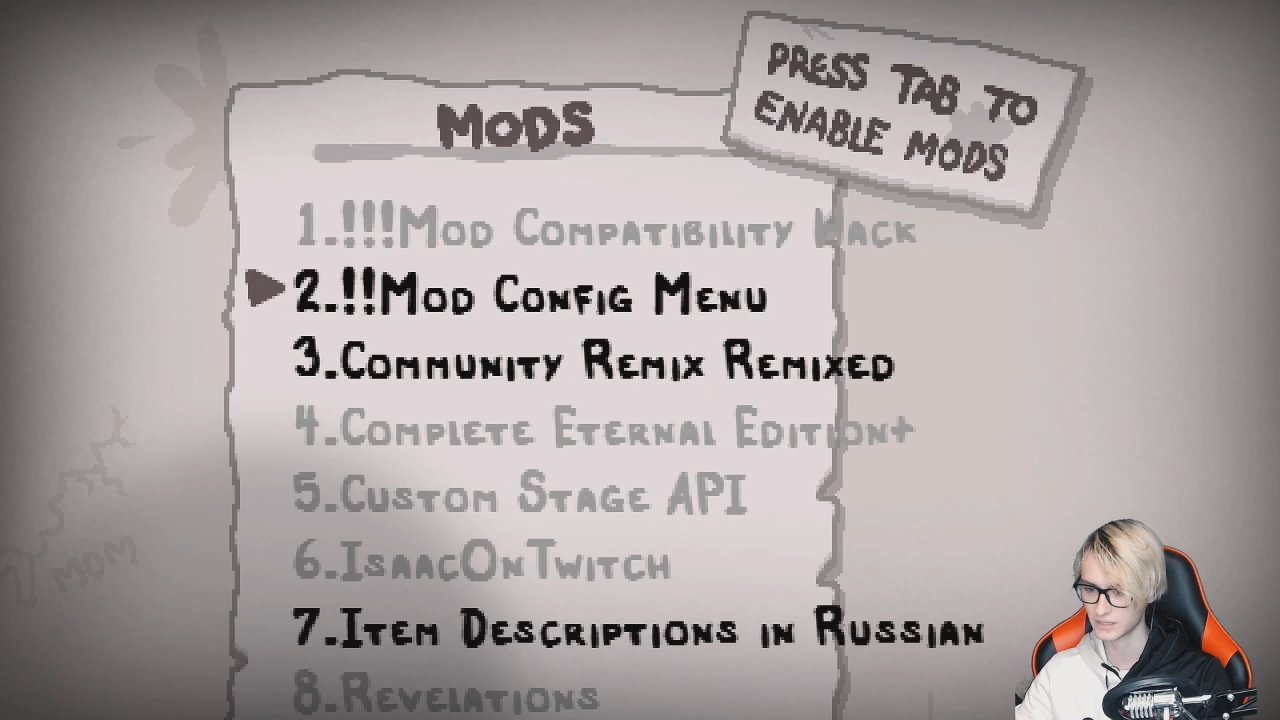 PRESS TAB TO
ENABLE MODS
MODS
1.!!!Mod Compatibility Hack
2.!!Mod Config Menu
3.Community Remix Remixed
4.Complete Eternal Edition+
5.Custom Stage API
6.IsaacOnTwitch
7.Item Descriptions in Russian
8.Revelations
MOM